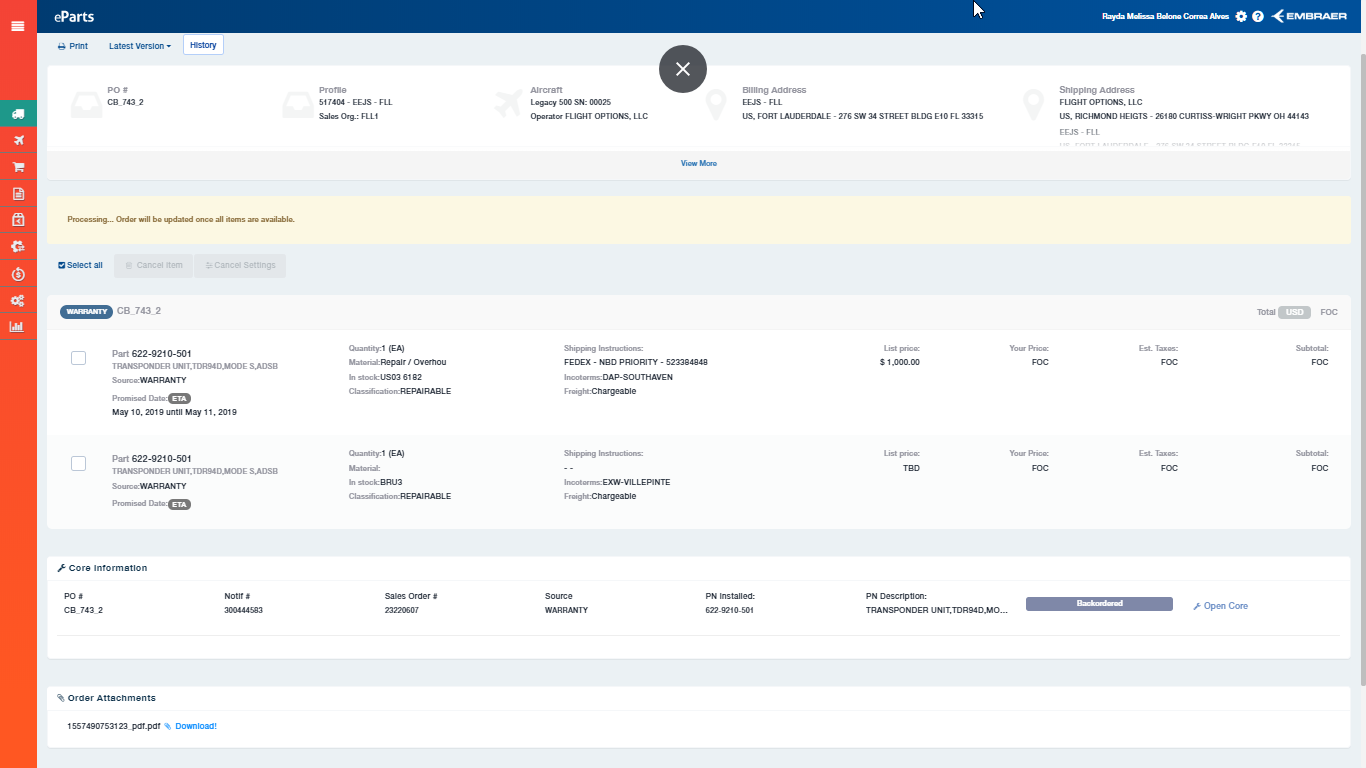 eParts
Rayda Melissa Belone Correa Alves
EMBRAER
Print Latest Version History
PO #
CB_743_2
Profile
517404 - EEJS - FLL
Sales Org.: FLL1
Aircraft
Legacy 500 SN: 00025
Operator FLIGHT OPTIONS, LLC
Billing Address
EEJS - FLL
US, FORT LAUDERDALE - 276 SW 34 STREET BLDG E10 FL 33315
Shipping Address
FLIGHT OPTIONS, LLC
US, RICHMOND HEIGTS - 26180 CURTISS-WRIGHT PKWY OH 44143
EEJS - FLL
US, FORT LAUDERDALE - 276 SW 34 STREET BLDG E10 FL 33315
View More
Processing... Order will be updated once all items are available.
Select all Cancel Item Cancel Settings
WARRANTY CB_743_2
Total USD FOC
Part 622-9210-501
TRANSPONDER UNIT,TDR94D,MODE S,ADSB
Source:WARRANTY
Promised Date: ETA
May 10, 2019 until May 11, 2019
Quantity:1 (EA)
Material:Repair / Overhou
In stock:US03 6182
Classification:REPAIRABLE
Shipping Instructions:
FEDEX - NBD PRIORITY - 523384848
Incoterms:DAP-SOUTHAVEN
Freight:Chargeable
List price:
$ 1,000.00
Your Price:
FOC
Est. Taxes:
FOC
Subtotal:
FOC
Part 622-9210-501
TRANSPONDER UNIT,TDR94D,MODE S,ADSB
Source:WARRANTY
Promised Date: ETA
Quantity:1 (EA)
Material:
In stock:BRU3
Classification:REPAIRABLE
Shipping Instructions:
- -
Incoterms:EXW-VILLEPINTE
Freight:Chargeable
List price:
TBD
Your Price:
FOC
Est. Taxes:
FOC
Subtotal:
FOC
Core Information
PO #
CB_743_2
Notif #
300444583
Sales Order #
23220607
Source
WARRANTY
PN Installed:
622-9210-501
PN Description:
TRANSPONDER UNIT,TDR94D,MO...
Backordered
Open Core
Order Attachments
1557490753123_pdf.pdf Download!